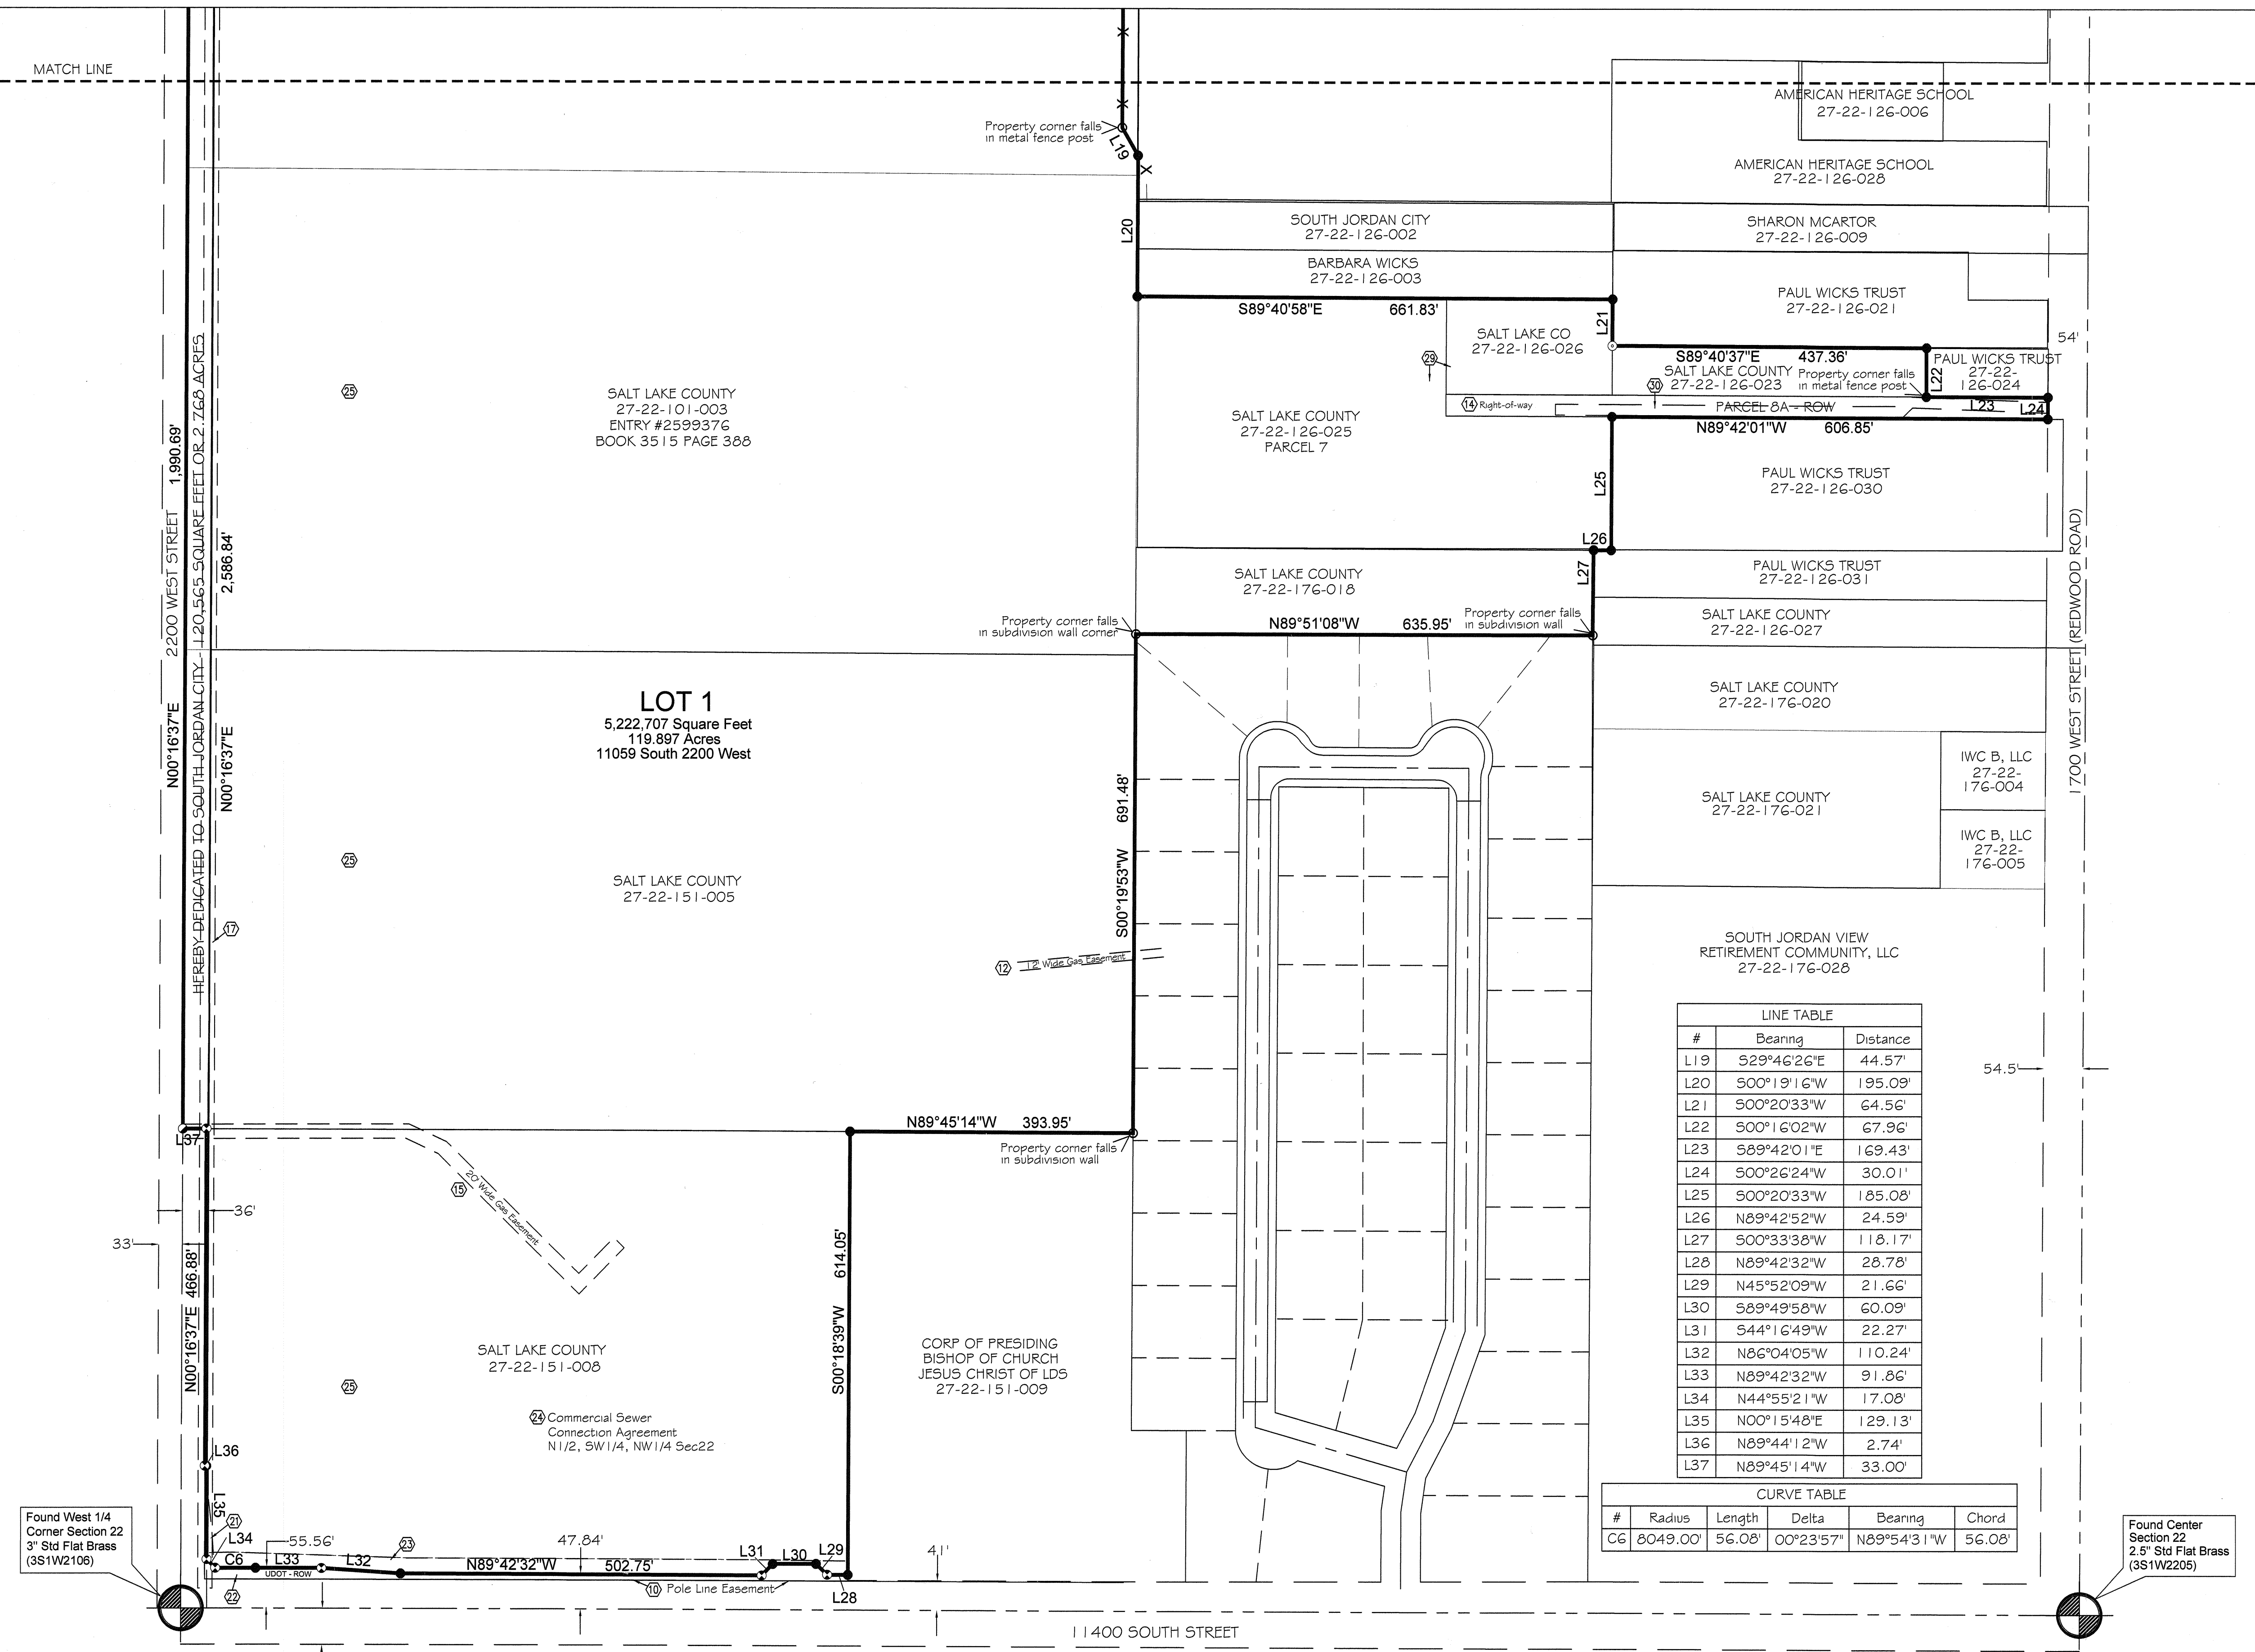 MATCH LINE
Property corner falls
in metal fence post
L19
L20
AMERICAN HERITAGE SCHOOL
27-22-126-006
AMERICAN HERITAGE SCHOOL
27-22-126-028
SOUTH JORDAN CITY
27-22-126-002
SHARON MCARTOR
27-22-126-009
BARBARA WICKS
27-22-126-003
PAUL WICKS TRUST
27-22-126-021
S89°40'58"E 661.83'
L21
SALT LAKE CO
27-22-126-026
29
54'
S89°40'37"E 437.36'
SALT LAKE COUNTY
27-22-126-023
30
Property corner falls
in metal fence post
L22
PAUL WICKS TRUST
27-22-
126-024
14 Right-of-way
PARCEL 8A - ROW
L23
L24
N89°42'01"W 606.85'
25
SALT LAKE COUNTY
27-22-101-003
ENTRY #2599376
BOOK 3515 PAGE 388
SALT LAKE COUNTY
27-22-126-025
PARCEL 7
L25
PAUL WICKS TRUST
27-22-126-030
L26
L27
SALT LAKE COUNTY
27-22-176-018
PAUL WICKS TRUST
27-22-126-031
Property corner falls
in subdivision wall corner
N89°51'08"W 635.95'
Property corner falls
in subdivision wall
SALT LAKE COUNTY
27-22-126-027
SALT LAKE COUNTY
27-22-176-020
SALT LAKE COUNTY
27-22-176-021
IWC B, LLC
27-22-
176-004
IWC B, LLC
27-22-
176-005
1700 WEST STREET (REDWOOD ROAD)
2200 WEST STREET
N00°16'37"E 1,990.69'
HEREBY DEDICATED TO SOUTH JORDAN CITY - 120,565 SQUARE FEET OR 2.768 ACRES
N00°16'37"E 2,586.84'
LOT 1
5,222,707 Square Feet
119.897 Acres
11059 South 2200 West
25
SALT LAKE COUNTY
27-22-151-005
17
S00°19'53"W 691.48'
12
12' Wide Gas Easement
SOUTH JORDAN VIEW
RETIREMENT COMMUNITY, LLC
27-22-176-028
54.5'
L37
N89°45'14"W 393.95'
Property corner falls
in subdivision wall
15
20' Wide Gas Easement
36'
33'
N00°16'37"E 466.88'
S00°18'39"W 614.05'
SALT LAKE COUNTY
27-22-151-008
25
24 Commercial Sewer
Connection Agreement
N1/2, SW1/4, NW1/4 Sec22
CORP OF PRESIDING
BISHOP OF CHURCH
JESUS CHRIST OF LDS
27-22-151-009
L36
L35
21
L34
55.56'
23
47.84'
C6
L33
L32
UDOT - ROW
22
N89°42'32"W 502.75'
L31
L30
L29
L28
41'
10 Pole Line Easement
11400 SOUTH STREET
Found West 1/4
Corner Section 22
3" Std Flat Brass
(3S1W2106)
Found Center
Section 22
2.5" Std Flat Brass
(3S1W2205)
LINE TABLE
# Bearing Distance
L19 S29°46'26"E 44.57'
L20 S00°19'16"W 195.09'
L21 S00°20'33"W 64.56'
L22 S00°16'02"W 67.96'
L23 S89°42'01"E 169.43'
L24 S00°26'24"W 30.01'
L25 S00°20'33"W 185.08'
L26 N89°42'52"W 24.59'
L27 S00°33'38"W 118.17'
L28 N89°42'32"W 28.78'
L29 N45°52'09"W 21.66'
L30 S89°49'58"W 60.09'
L31 S44°16'49"W 22.27'
L32 N86°04'05"W 110.24'
L33 N89°42'32"W 91.86'
L34 N44°55'21"W 17.08'
L35 N00°15'48"E 129.13'
L36 N89°44'12"W 2.74'
L37 N89°45'14"W 33.00'
CURVE TABLE
# Radius Length Delta Bearing Chord
C6 8049.00' 56.08' 00°23'57" N89°54'31"W 56.08'